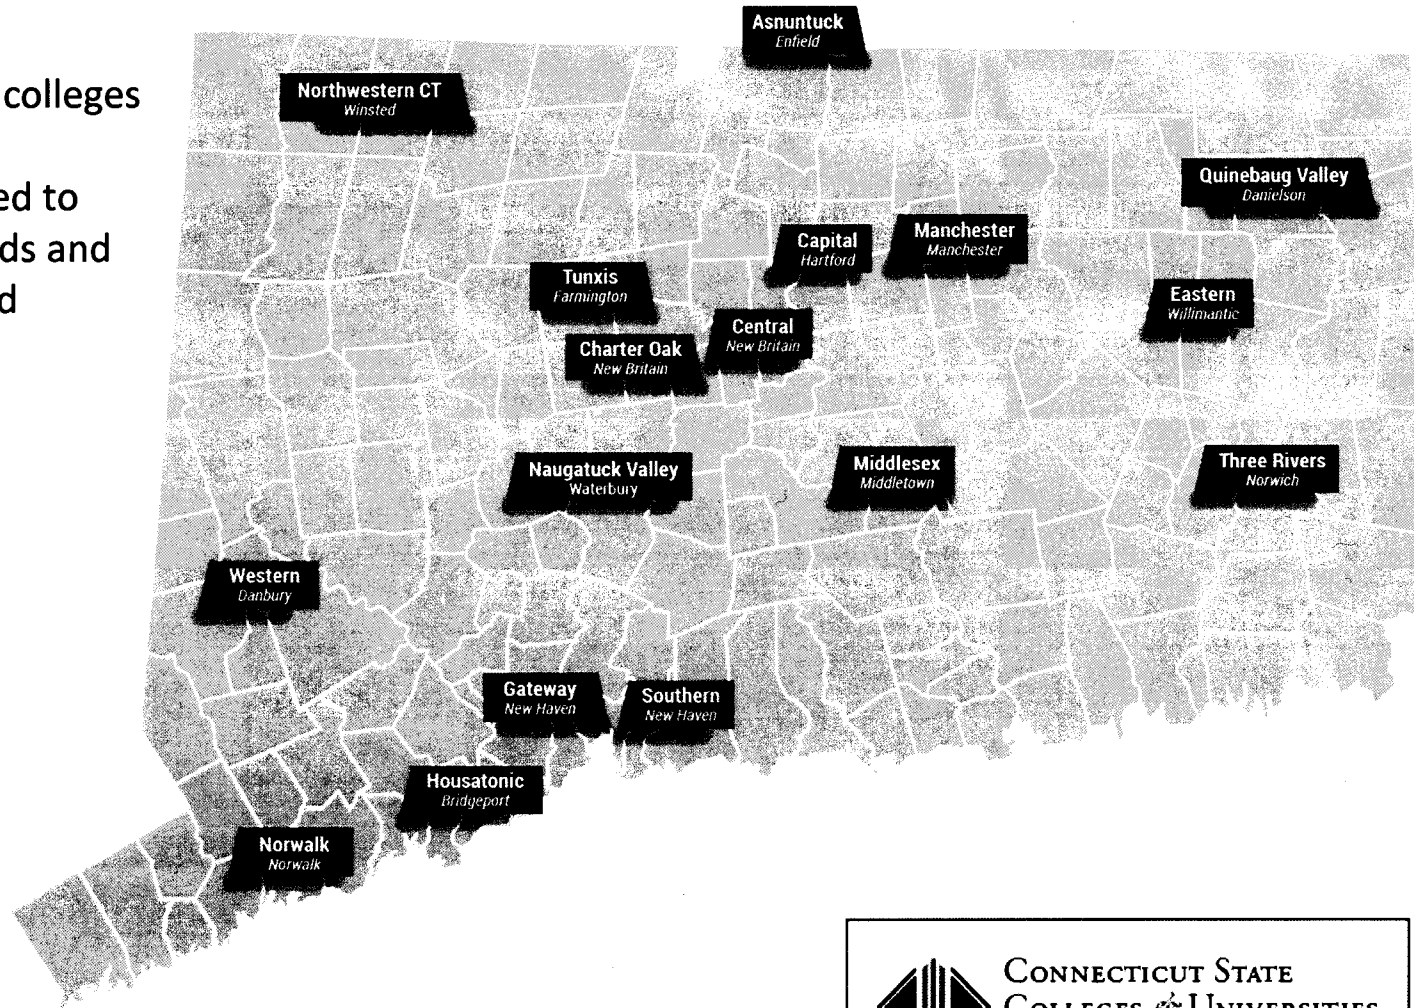 colleges
ed to
ds and
d
Asnuntuck
Enfield
Northwestern CT
Winsted
Quinebaug Valley
Danielson
Capital
Hartford
Manchester
Manchester
Tunxis
Farmington
Eastern
Willimantic
Central
New Britain
Charter Oak
New Britain
Naugatuck Valley
Waterbury
Middlesex
Middletown
Three Rivers
Norwich
Western
Danbury
Gateway
New Haven
Southern
New Haven
Housatonic
Bridgeport
Norwalk
Norwalk
CONNECTICUT STATE
COLLEGES & UNIVERSITIES